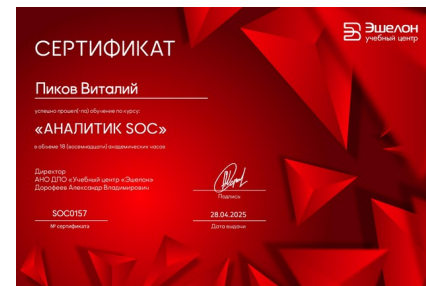 Эшелон
учебный центр
СЕРТИФИКАТ
Пиков Виталий
успешно прошел(-ла) обучение по курсу:
«АНАЛИТИК SOC»
в объеме 18 (восемнадцати) академических часов
Директор
АНО ДПО «Учебный центр «Эшелон»
Дорофеев Александр Владимирович
Подпись
SOC0157
№ сертификата
28.04.2025
Дата выдачи